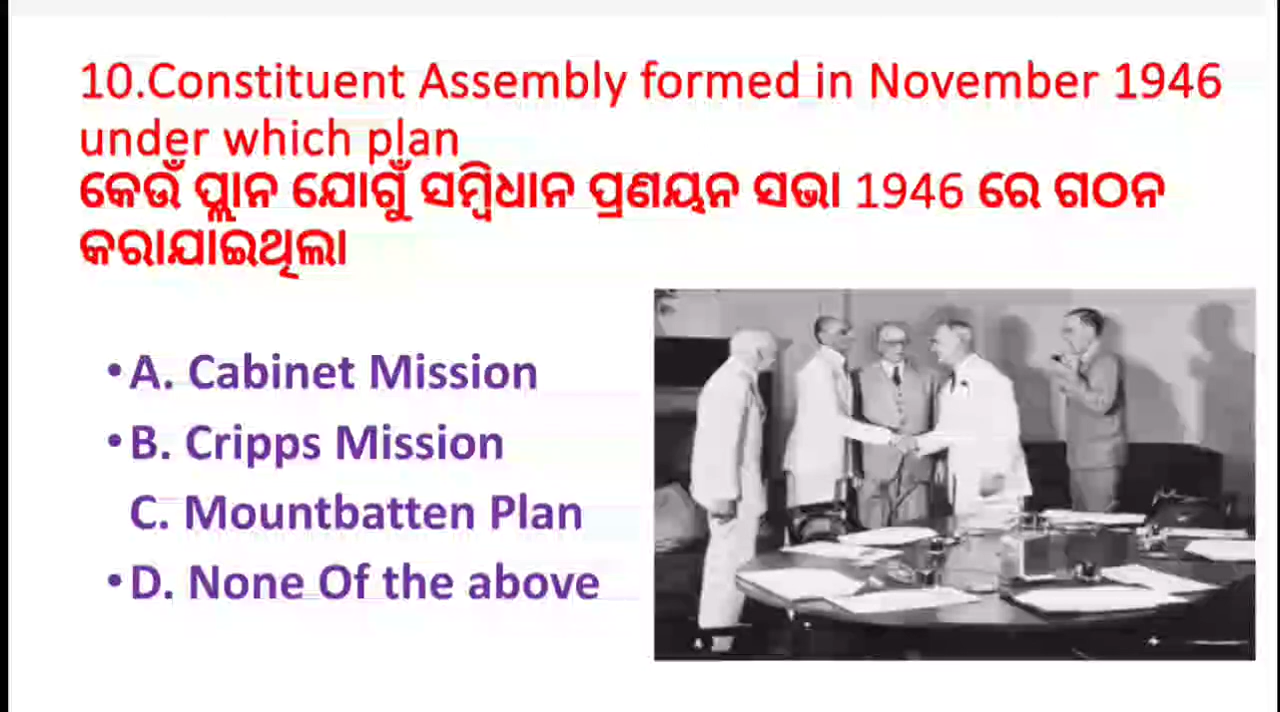 10.Constituent Assembly formed in November 1946
under which plan
କେଉଁ ପ୍ଲାନ ଯୋଗୁଁ ସମ୍ବିଧାନ ପ୍ରଣୟନ ସଭା 1946 ରେ ଗଠନ
କରାଯାଇଥିଲା
•A. Cabinet Mission
•B. Cripps Mission
C. Mountbatten Plan
•D. None Of the above